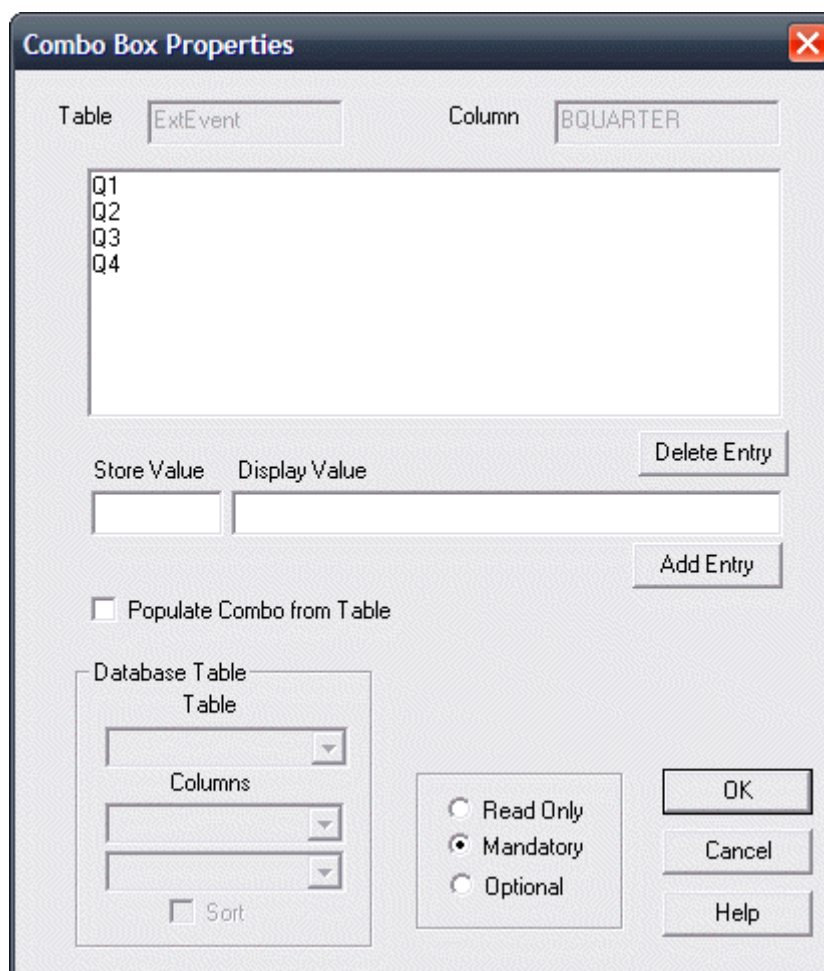 Combo Box Properties
Table ExtEvent Column BQUARTER
Q1
Q2
Q3
Q4
Delete Entry
Store Value Display Value
Add Entry
Populate Combo from Table
Database Table
Table
Columns
Sort
Read Only
Mandatory
Optional
OK
Cancel
Help